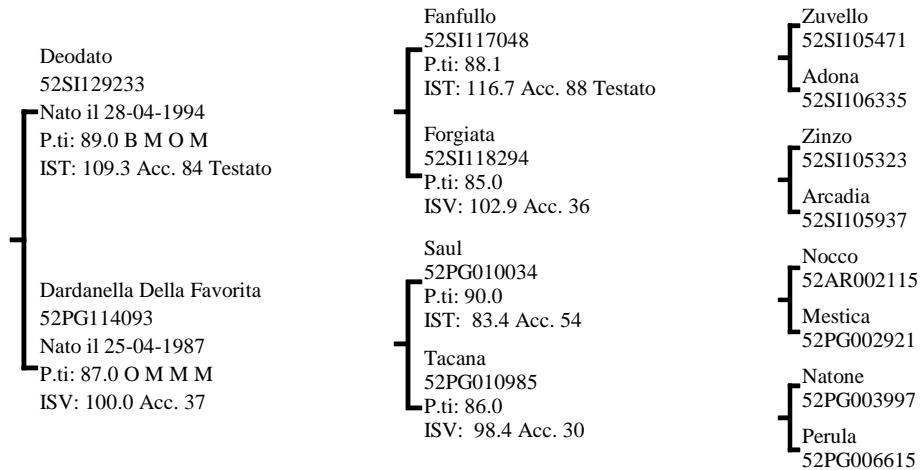 Deodato
52SI129233
Nato il 28-04-1994
P.ti: 89.0 B M O M
IST: 109.3 Acc. 84 Testato
Dardanella Della Favorita
52PG114093
Nato il 25-04-1987
P.ti: 87.0 O M M M
ISV: 100.0 Acc. 37
Fanfullo
52SI117048
P.ti: 88.1
IST: 116.7 Acc. 88 Testato
Forgiata
52SI118294
P.ti: 85.0
ISV: 102.9 Acc. 36
Saul
52PG010034
P.ti: 90.0
IST:  83.4 Acc. 54
Tacana
52PG010985
P.ti: 86.0
ISV:  98.4 Acc. 30
Zuvello
52SI105471
Adona
52SI106335
Zinzo
52SI105323
Arcadia
52SI105937
Nocco
52AR002115
Mestica
52PG002921
Natone
52PG003997
Perula
52PG006615